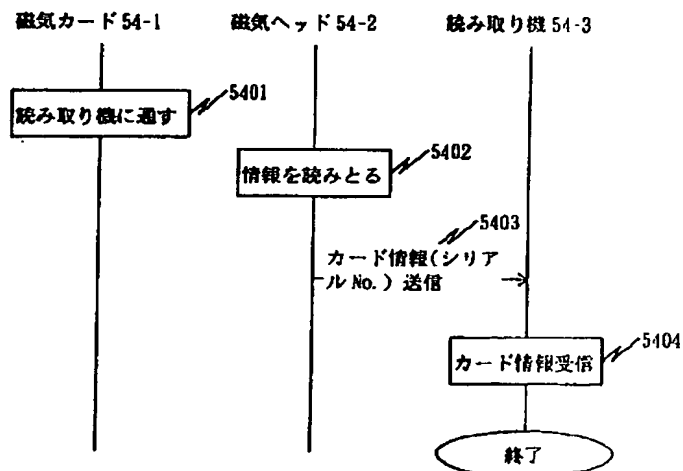 磁気カード 54-1
磁気ヘッド 54-2
読み取り機 54-3
読み取り機に通す
5401
情報を読みとる
5402
5403
カード情報(シリア
ルNo.) 送信
カード情報受信
5404
終了